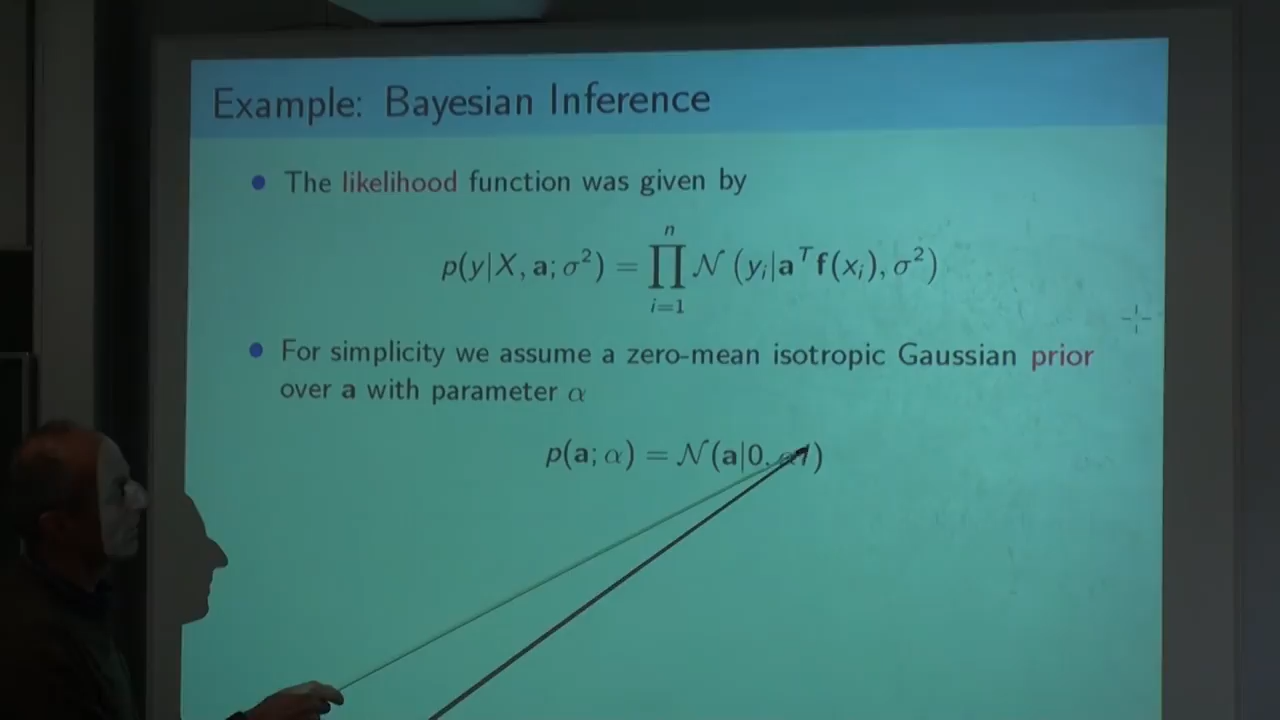 Example: Bayesian Inference
The likelihood function was given by
p(y|X, a; σ²) = ∏ᵢ₌₁ⁿ 𝒩 (yᵢ|aᵀf(xᵢ), σ²)
For simplicity we assume a zero-mean isotropic Gaussian prior
over a with parameter α
p(a; α) = 𝒩(a|0, αI)